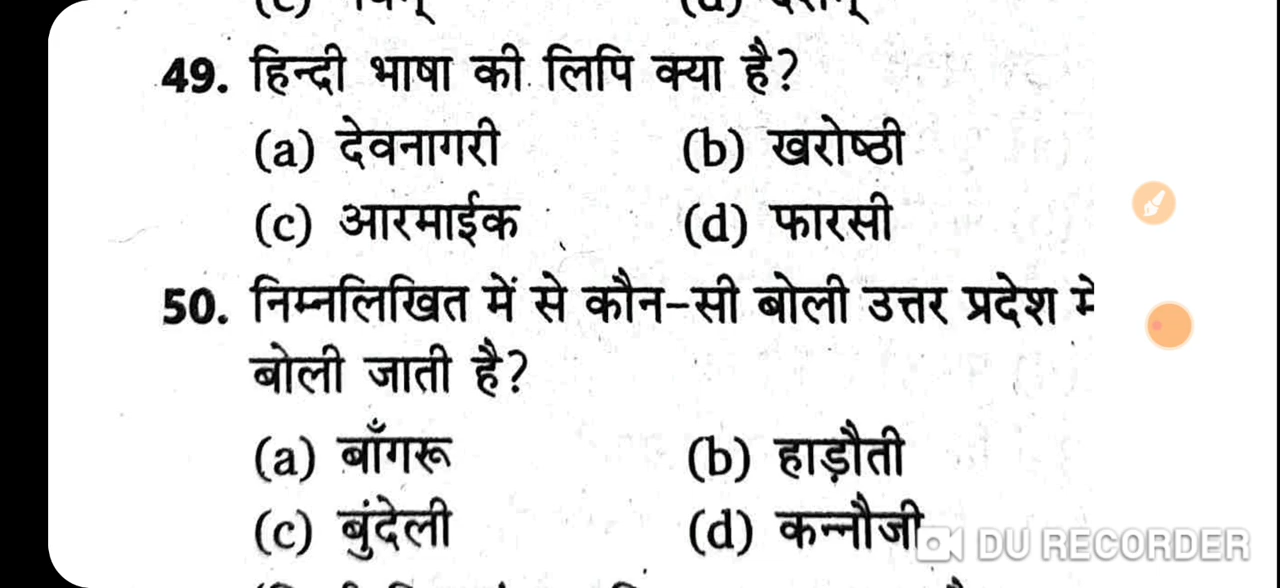 49. हिन्दी भाषा की लिपि क्या है?
(a) देवनागरी (b) खरोष्ठी
(c) आरमाईक (d) फारसी
50. निम्नलिखित में से कौन-सी बोली उत्तर प्रदेश में
बोली जाती है?
(a) बाँगरू (b) हाड़ौती
(c) बुंदेली (d) कन्नौजी
DU RECORDER